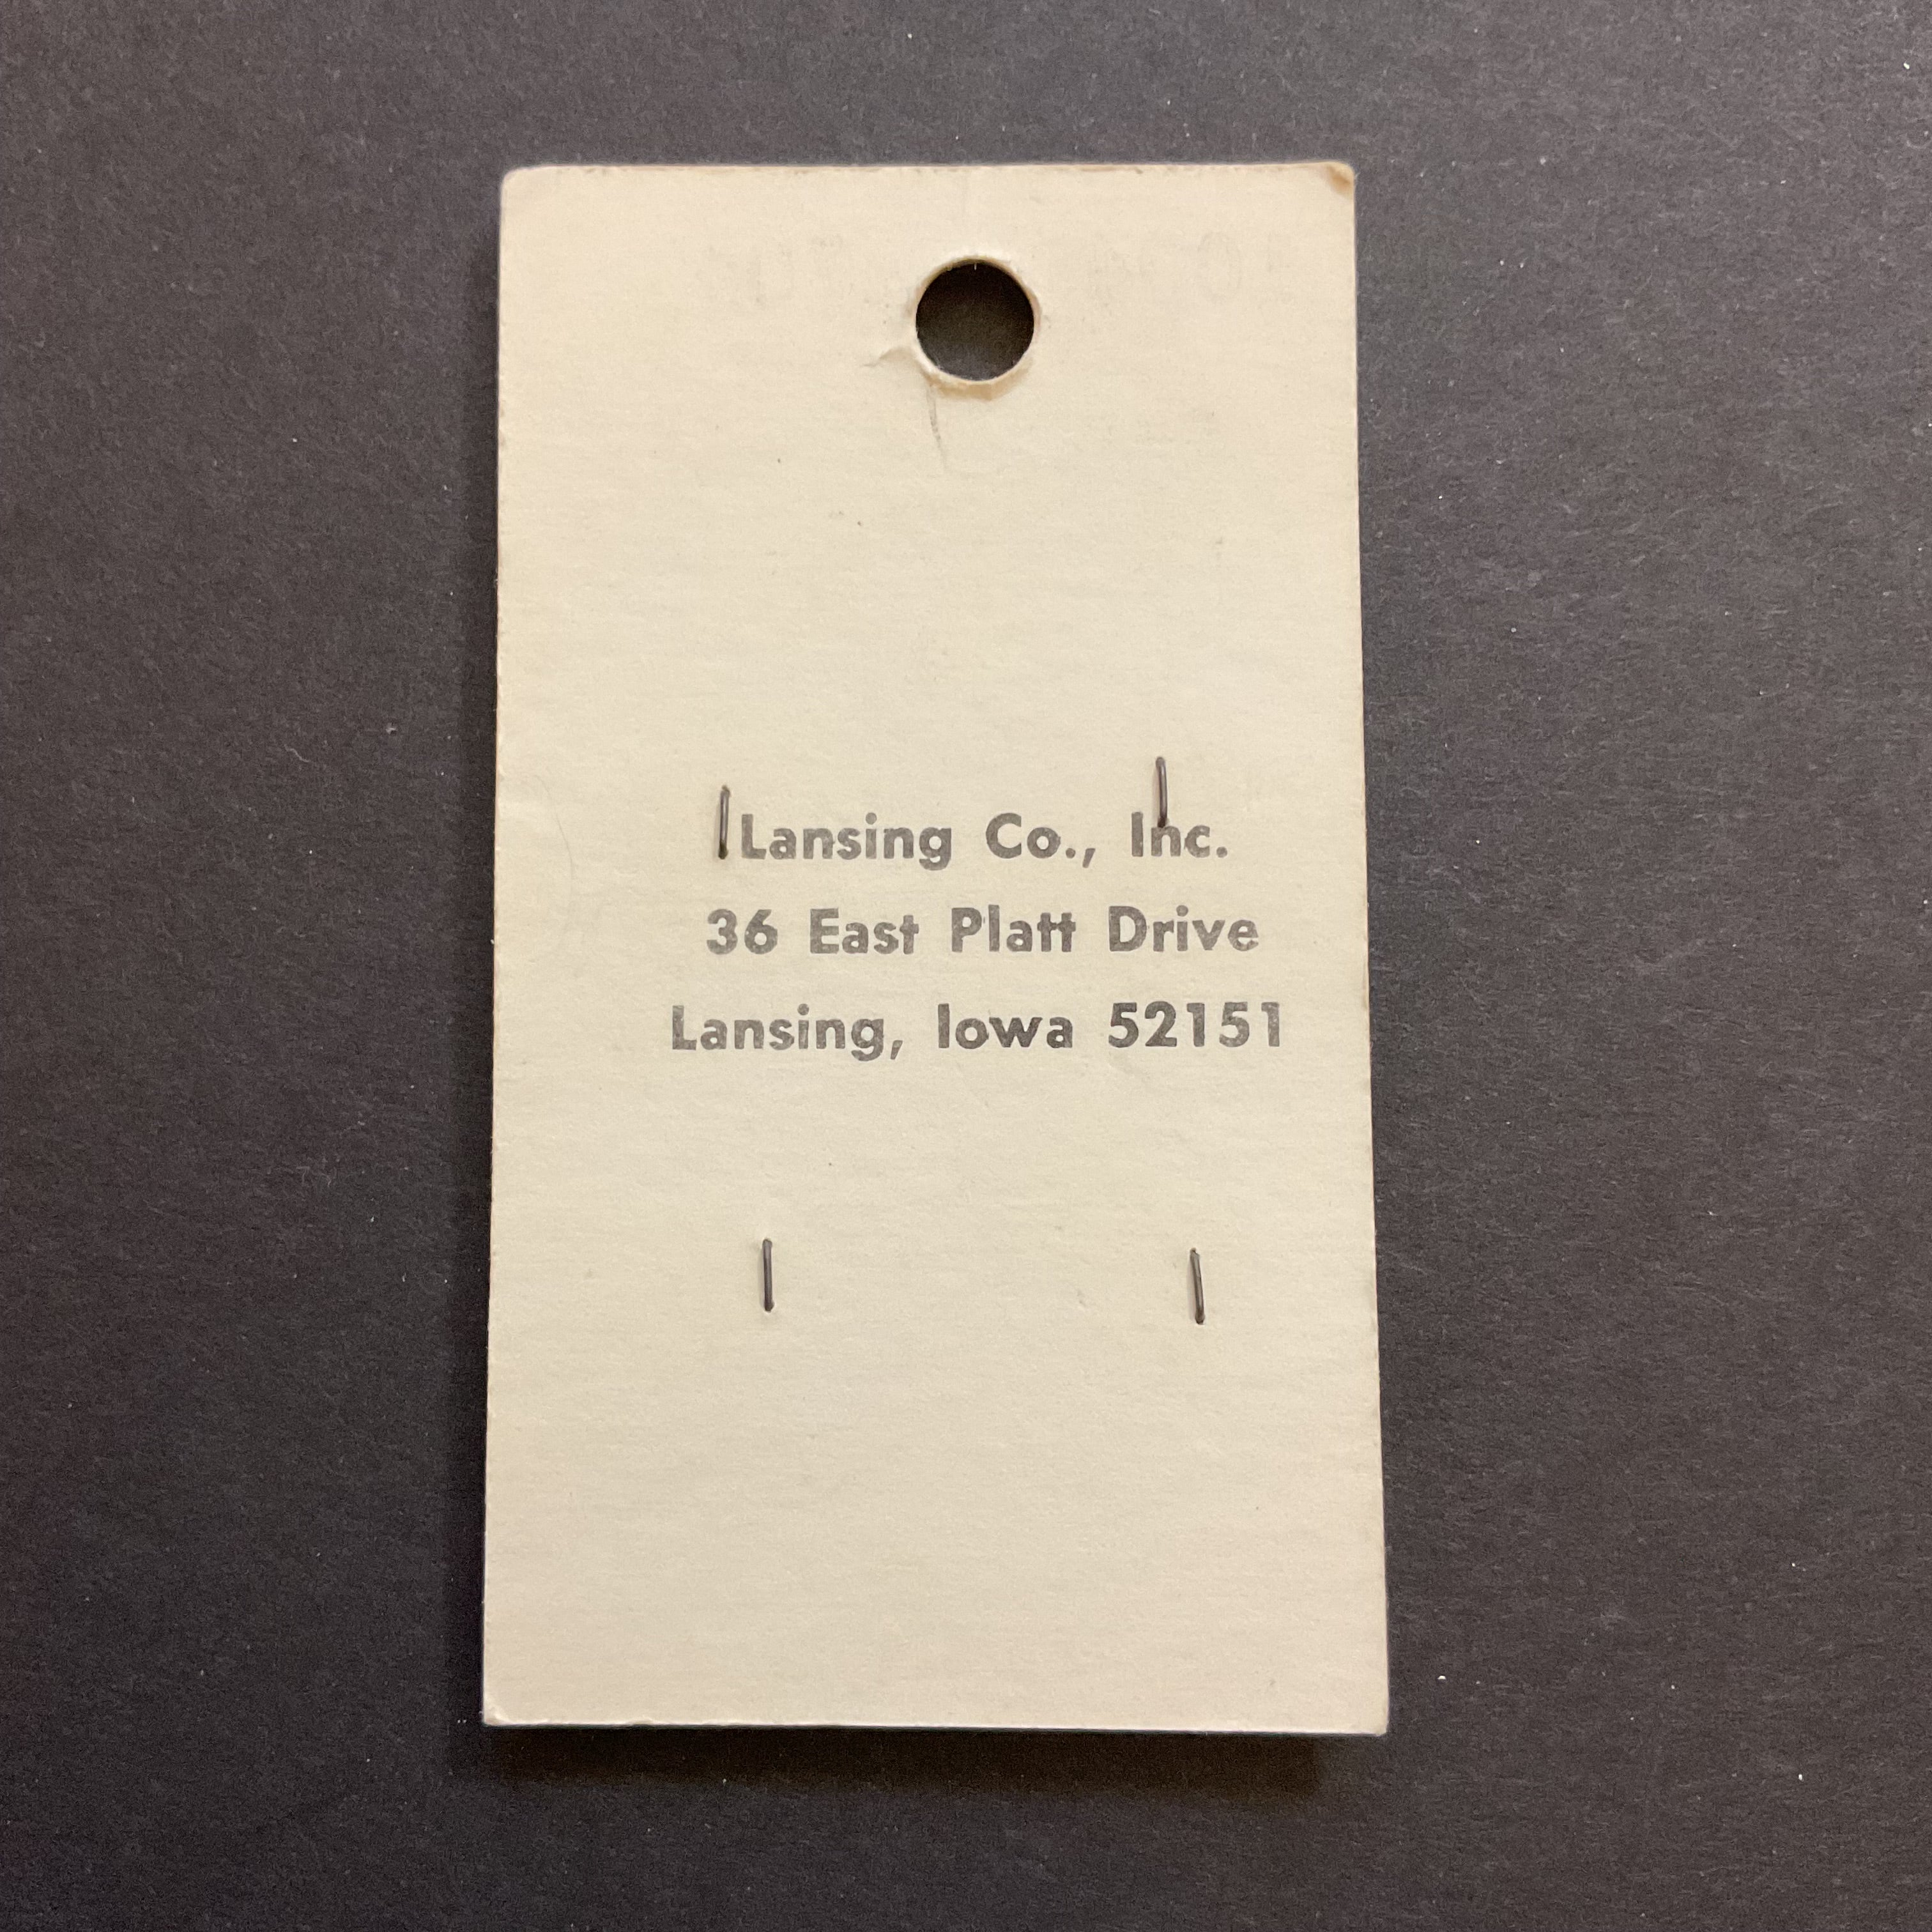 Lansing Co., Inc.
36 East Platt Drive
Lansing, Iowa 52151